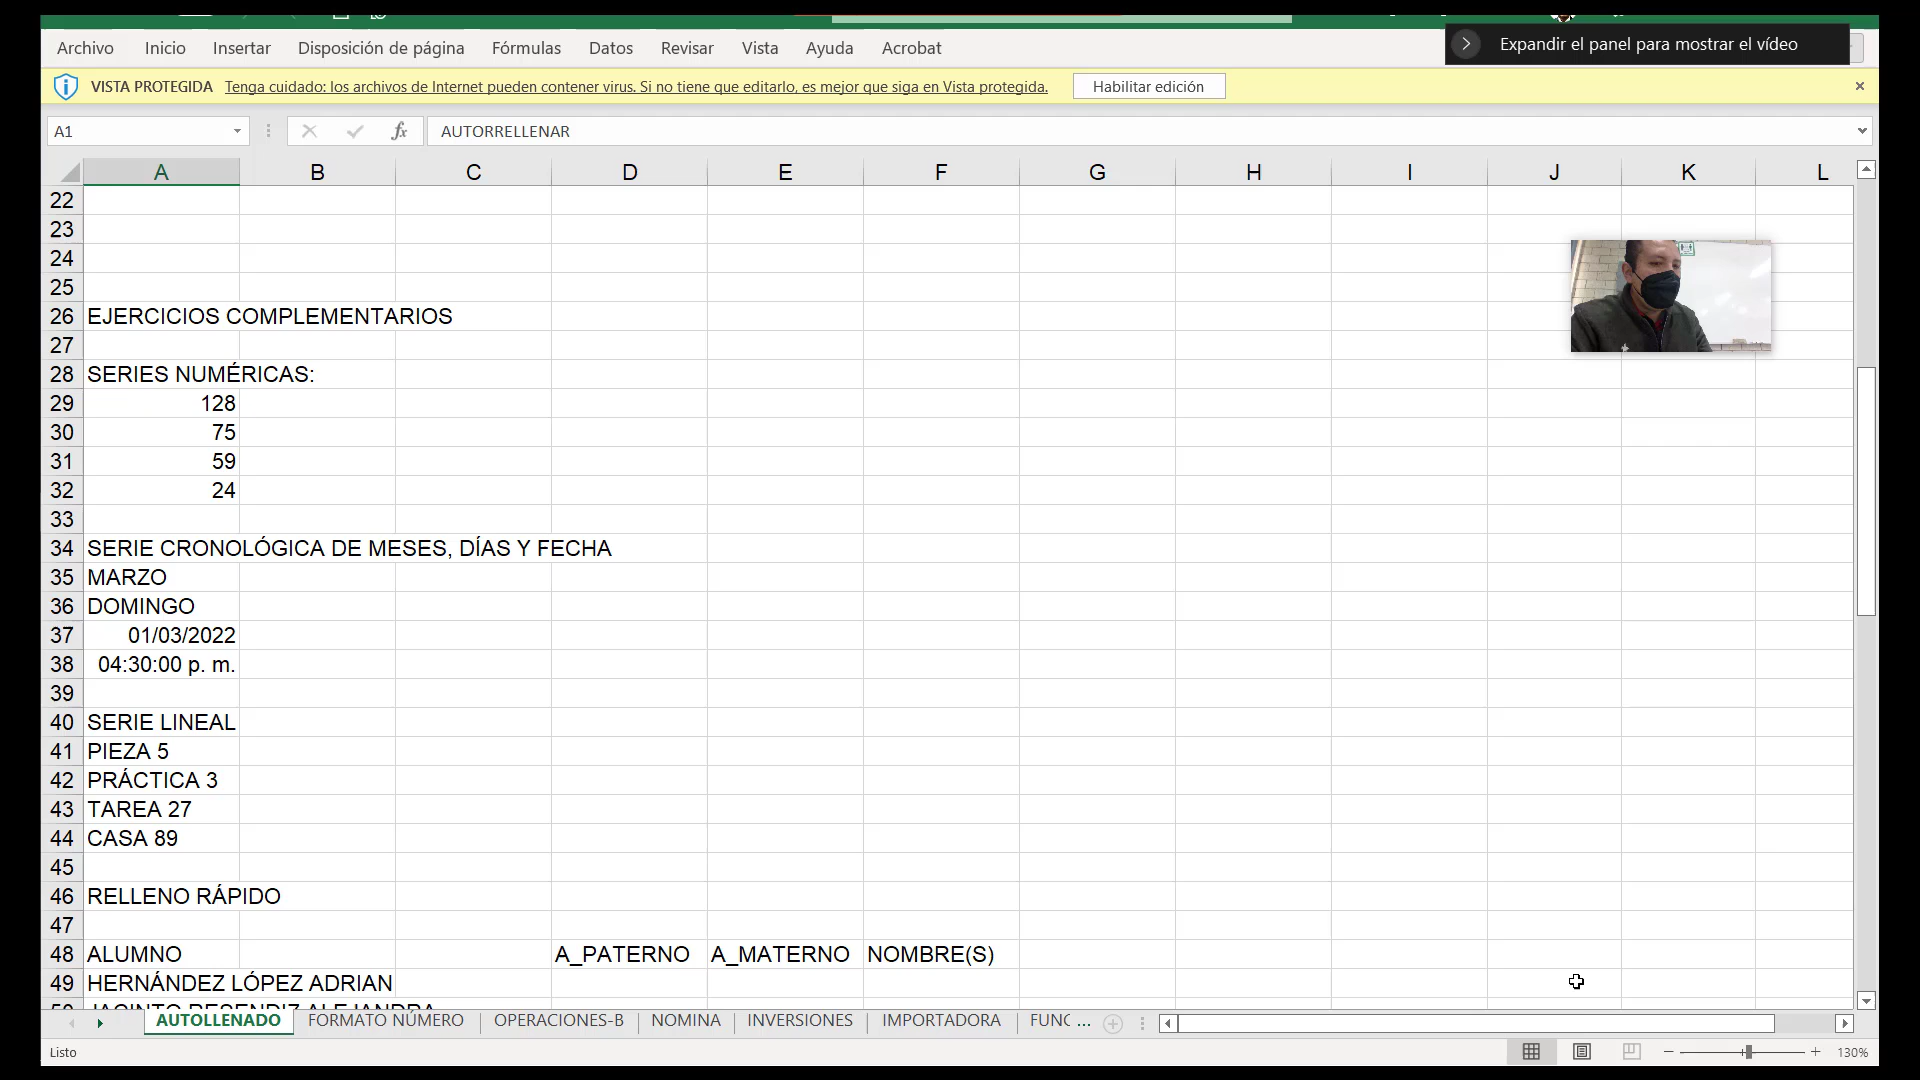 Archivo Inicio Insertar Disposición de página Fórmulas Datos Revisar Vista Ayuda Acrobat
Expandir el panel para mostrar el vídeo
VISTA PROTEGIDA Tenga cuidado: los archivos de Internet pueden contener virus. Si no tiene que editarlo, es mejor que siga en Vista protegida. Habilitar edición
A1 fx AUTORRELLENAR
A B C D E F G H I J K L
22
23
24
25
26 EJERCICIOS COMPLEMENTARIOS
27
28 SERIES NUMÉRICAS:
29 128
30 75
31 59
32 24
33
34 SERIE CRONOLÓGICA DE MESES, DÍAS Y FECHA
35 MARZO
36 DOMINGO
37 01/03/2022
38 04:30:00 p. m.
39
40 SERIE LINEAL
41 PIEZA 5
42 PRÁCTICA 3
43 TAREA 27
44 CASA 89
45
46 RELLENO RÁPIDO
47
48 ALUMNO A_PATERNO A_MATERNO NOMBRE(S)
49 HERNÁNDEZ LÓPEZ ADRIAN
50 JACINTO RESENDIZ ALEJANDRA
AUTOLLENADO FORMATO NÚMERO OPERACIONES-B NOMINA INVERSIONES IMPORTADORA FUNC ...
Listo 130%